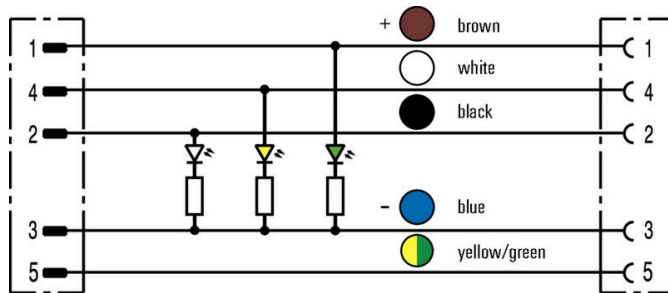 1 + brown 1
white
4 4
black
2 2
- blue
3 3
yellow/green
5 5